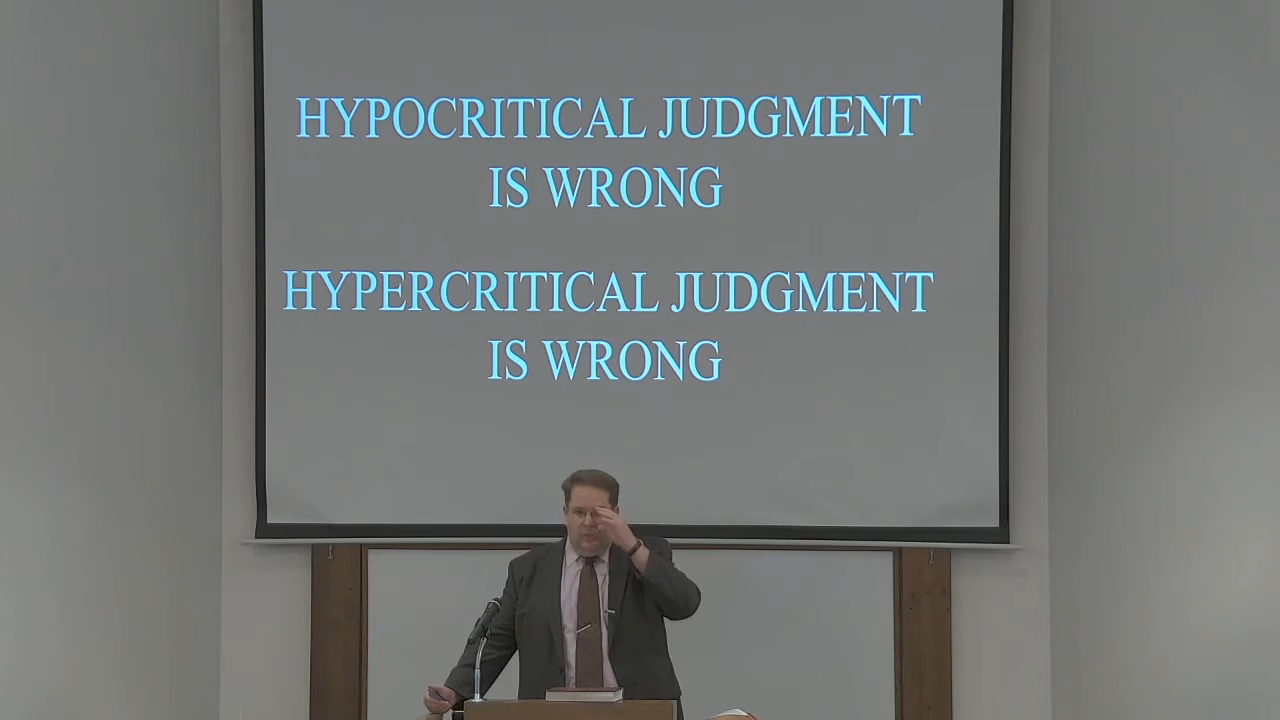 HYPOCRITICAL JUDGMENT
IS WRONG
HYPERCRITICAL JUDGMENT
IS WRONG